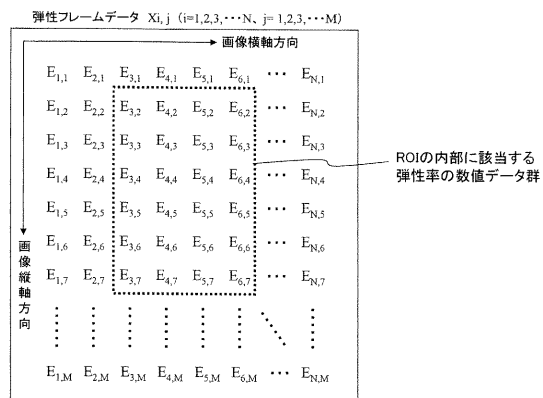 弾性フレームデータ Xi, j (i=1,2,3,･･･N、j= 1,2,3,･･･M)
画像横軸方向
E1,1 E2,1 E3,1 E4,1 E5,1 E6,1 ･･･ EN,1
E1,2 E2,2 E3,2 E4,2 E5,2 E6,2 ･･･ EN,2
E1,3 E2,3 E3,3 E4,3 E5,3 E6,3 ･･･ EN,3
E1,4 E2,4 E3,4 E4,4 E5,4 E6,4 ･･･ EN,4
E1,5 E2,5 E3,5 E4,5 E5,5 E6,5 ･･･ EN,5
E1,6 E2,6 E3,6 E4,6 E5,6 E6,6 ･･･ EN,6
E1,7 E2,7 E3,7 E4,7 E5,7 E6,7 ･･･ EN,7
E1,M E2,M E3,M E4,M E5,M E6,M ･･･ EN,M
画像縦軸方向
ROIの内部に該当する
弾性率の数値データ群